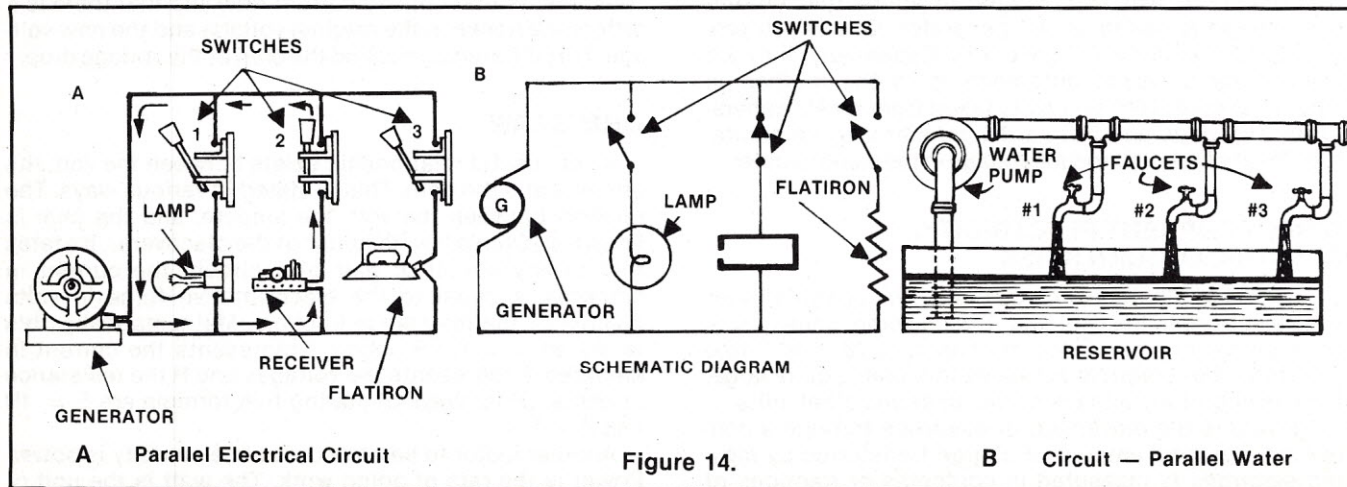 SWITCHES
A
1
2
3
LAMP
RECEIVER
FLATIRON
GENERATOR
A Parallel Electrical Circuit
B
SWITCHES
G
LAMP
FLATIRON
GENERATOR
SCHEMATIC DIAGRAM
Figure 14.
WATER
PUMP
FAUCETS
#1
#2
#3
RESERVOIR
B Circuit — Parallel Water